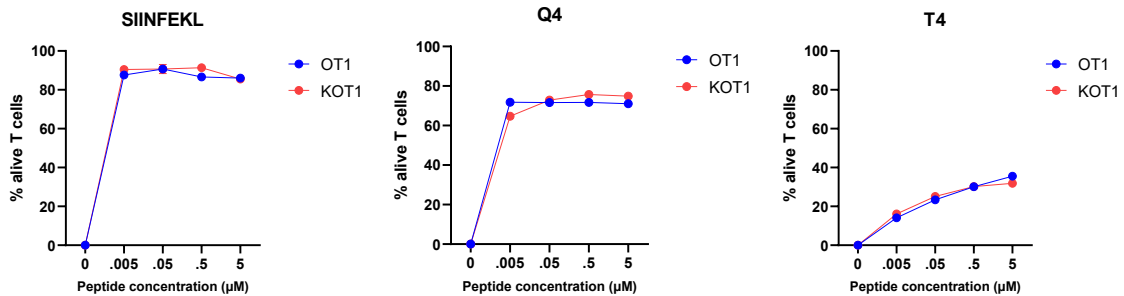 SIINFEKL
% alive T cells
100
80
60
40
20
0
0 .005 .05 .5 5
Peptide concentration (µM)
OT1
KOT1
Q4
% alive T cells
100
80
60
40
20
0
0 .005 .05 .5 5
Peptide concentration (µM)
OT1
KOT1
T4
% alive T cells
100
80
60
40
20
0
0 .005 .05 .5 5
Peptide concentration (µM)
OT1
KOT1